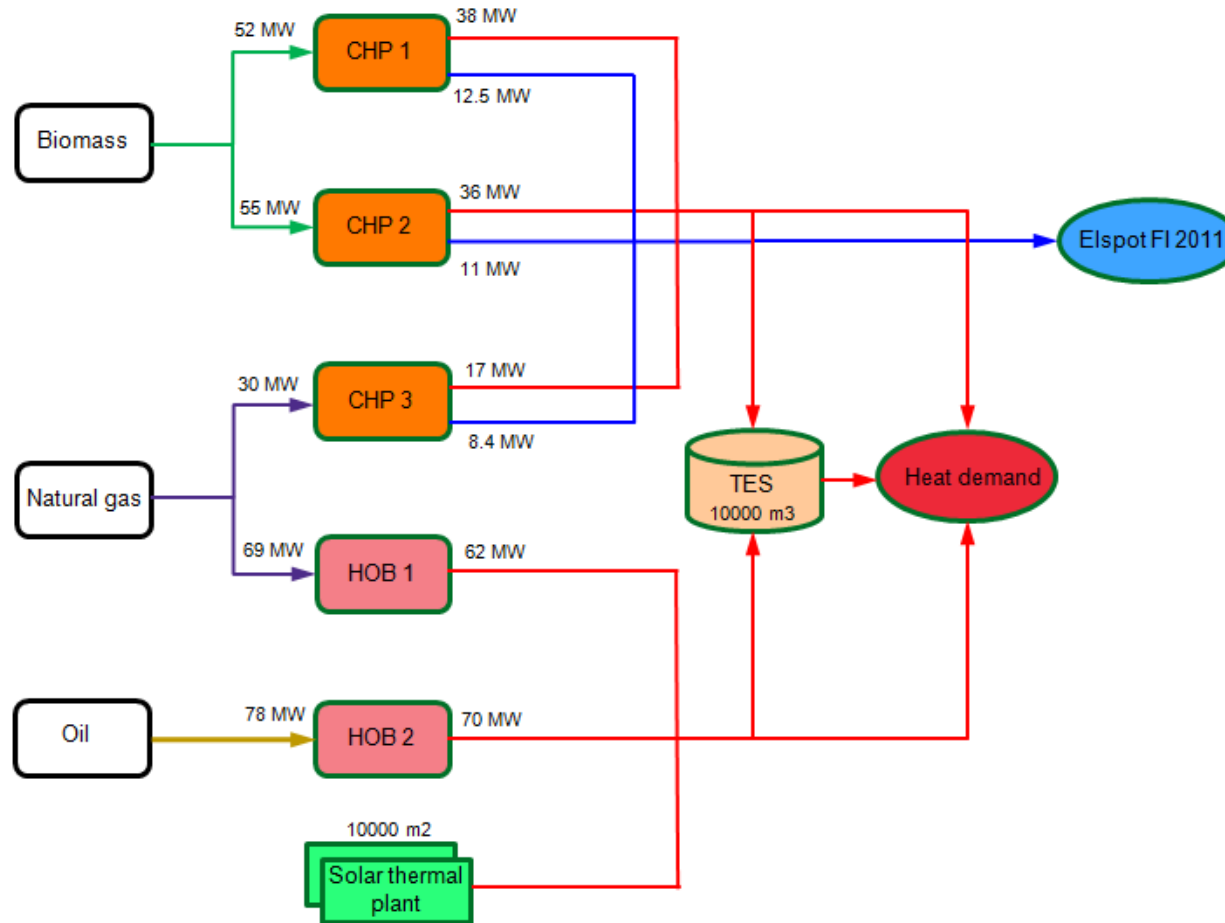 38 MW
52 MW
CHP 1
12.5 MW
Biomass
36 MW
55 MW
CHP 2
Elspot FI 2011
11 MW
17 MW
30 MW
CHP 3
8.4 MW
Natural gas
TES
10000 m3
Heat demand
69 MW
62 MW
HOB 1
78 MW
70 MW
Oil
HOB 2
10000 m2
Solar thermal
plant